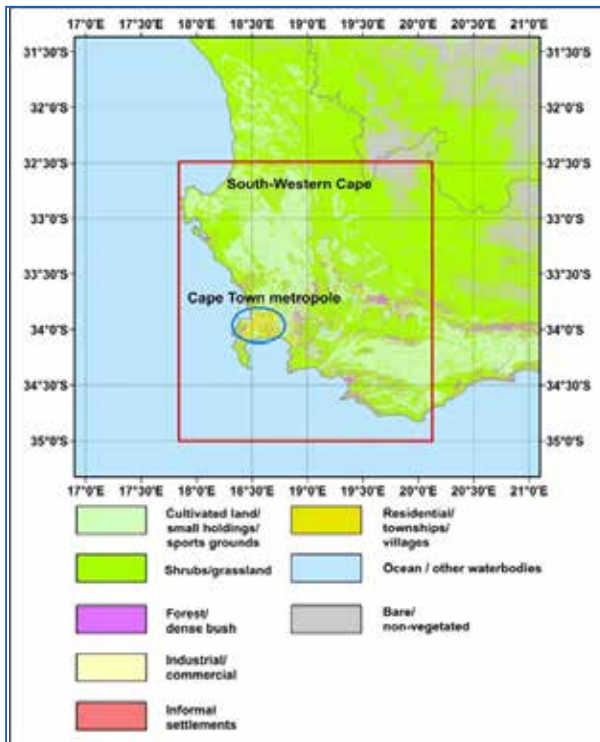 17°0'E 17°30'E 18°0'E 18°30'E 19°0'E 19°30'E 20°0'E 20°30'E 21°0'E
31°30'S 31°30'S
32°0'S 32°0'S
32°30'S 32°30'S
South-Western Cape
33°0'S 33°0'S
33°30'S 33°30'S
Cape Town metropole
34°0'S 34°0'S
34°30'S 34°30'S
35°0'S 35°0'S
17°0'E 17°30'E 18°0'E 18°30'E 19°0'E 19°30'E 20°0'E 20°30'E 21°0'E
Cultivated land/
small holdings/
sports grounds
Residential/
townships/
villages
Shrubs/grassland
Ocean / other waterbodies
Forest/
dense bush
Bare/
non-vegetated
Industrial/
commercial
Informal
settlements